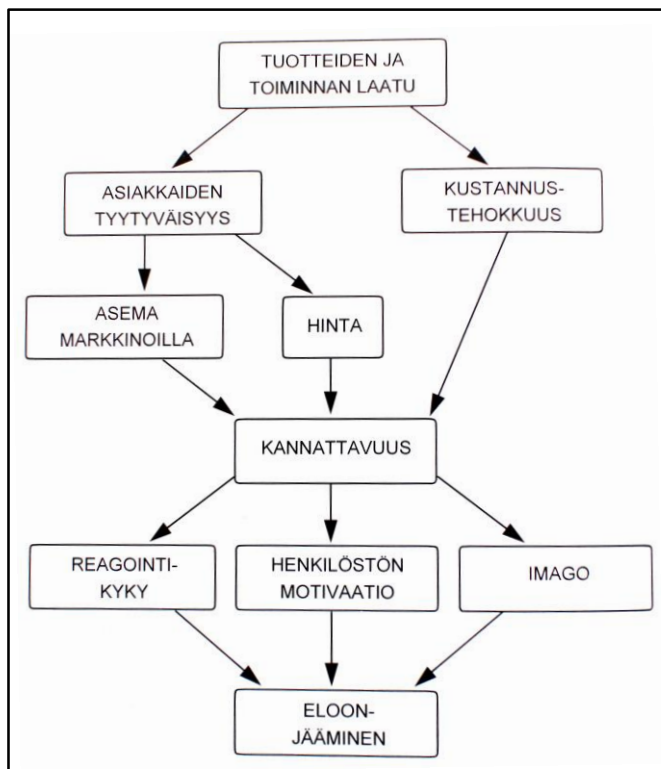 TUOTTEIDEN JA
TOIMINNAN LAATU
ASIAKKAIDEN
TYYTYVÄISYYS
KUSTANNUS-
TEHOKKUUS
ASEMA
MARKKINOILLA
HINTA
KANNATTAVUUS
REAGOINTI-
KYKY
HENKILÖSTÖN
MOTIVAATIO
IMAGO
ELOON-
JÄÄMINEN